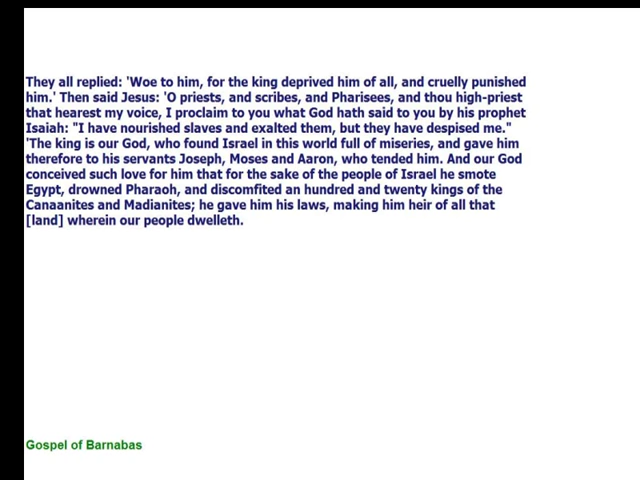 They all replied: 'Woe to him, for the king deprived him of all, and cruelly punished
him.' Then said Jesus: 'O priests, and scribes, and Pharisees, and thou high-priest
that hearest my voice, I proclaim to you what God hath said to you by his prophet
Isaiah: "I have nourished slaves and exalted them, but they have despised me."
'The king is our God, who found Israel in this world full of miseries, and gave him
therefore to his servants Joseph, Moses and Aaron, who tended him. And our God
conceived such love for him that for the sake of the people of Israel he smote
Egypt, drowned Pharaoh, and discomfited an hundred and twenty kings of the
Canaanites and Madianites; he gave him his laws, making him heir of all that
[land] wherein our people dwelleth.
Gospel of Barnabas